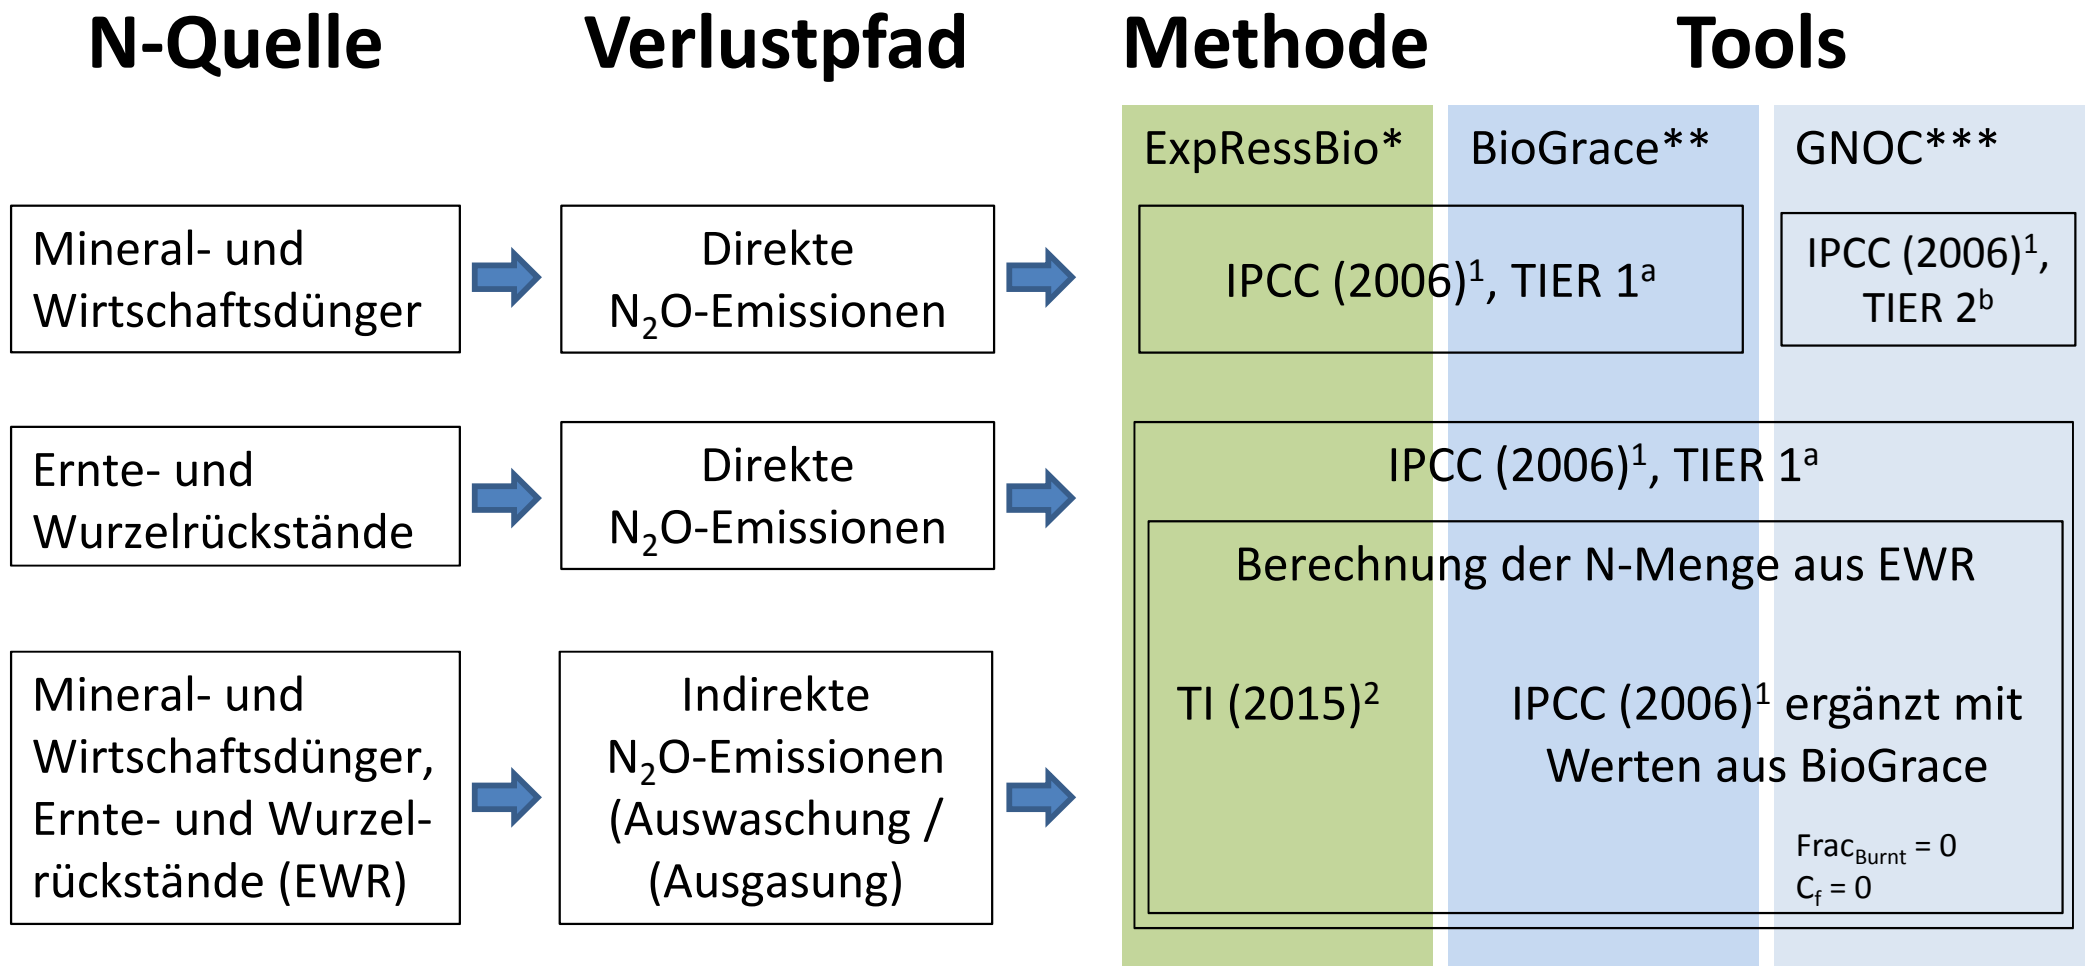 N-Quelle
Verlustpfad
Methode
Tools
ExpRessBio*
BioGrace**
GNOC***
Mineral- und
Wirtschaftsdünger
Direkte
N₂O-Emissionen
IPCC (2006)¹, TIER 1ᵃ
IPCC (2006)¹,
TIER 2ᵇ
Ernte- und
Wurzelrückstände
Direkte
N₂O-Emissionen
IPCC (2006)¹, TIER 1ᵃ
Berechnung der N-Menge aus EWR
Mineral- und
Wirtschaftsdünger,
Ernte- und Wurzel-
rückstände (EWR)
Indirekte
N₂O-Emissionen
(Auswaschung /
(Ausgasung)
TI (2015)²
IPCC (2006)¹ ergänzt mit
Werten aus BioGrace
Frac_Burnt = 0
C_f = 0